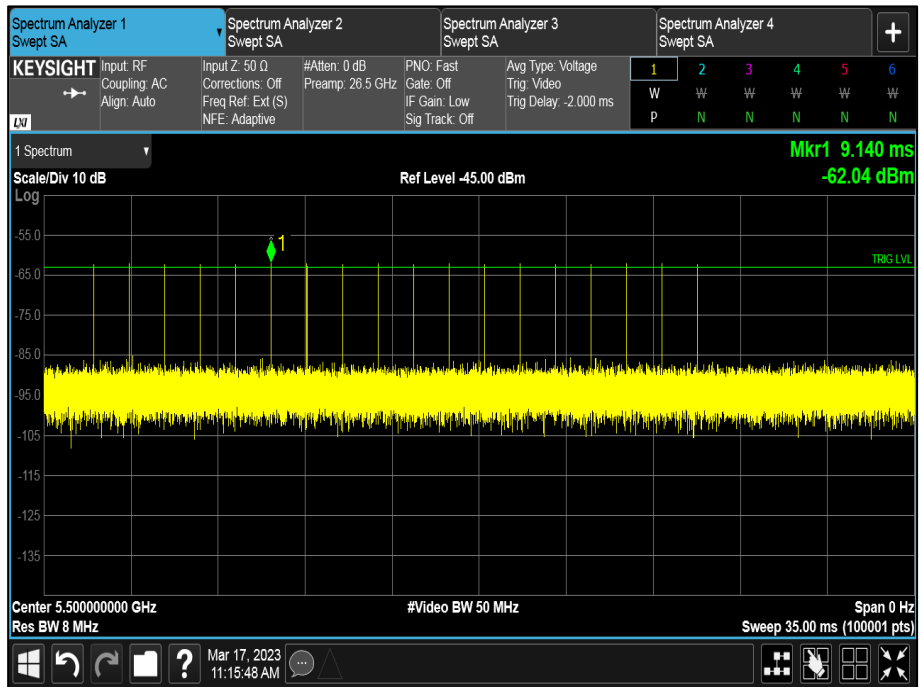 Spectrum Analyzer 1
Swept SA
Spectrum Analyzer 2
Swept SA
Spectrum Analyzer 3
Swept SA
Spectrum Analyzer 4
Swept SA
+
KEYSIGHT
LXI
Input: RF
Coupling: AC
Align: Auto
Input Z: 50 Ω
Corrections: Off
Freq Ref: Ext (S)
NFE: Adaptive
#Atten: 0 dB
Preamp: 26.5 GHz
PNO: Fast
Gate: Off
IF Gain: Low
Sig Track: Off
Avg Type: Voltage
Trig: Video
Trig Delay: -2.000 ms
1 2 3 4 5 6
W W W W W W
P N N N N N
1 Spectrum
Mkr1 9.140 ms
Scale/Div 10 dB
Ref Level -45.00 dBm
-62.04 dBm
Log
-55.0
1
TRIG LVL
-65.0
-75.0
-85.0
-95.0
-105
-115
-125
-135
Center 5.500000000 GHz
#Video BW 50 MHz
Span 0 Hz
Res BW 8 MHz
Sweep 35.00 ms (100001 pts)
?
Mar 17, 2023
11:15:48 AM